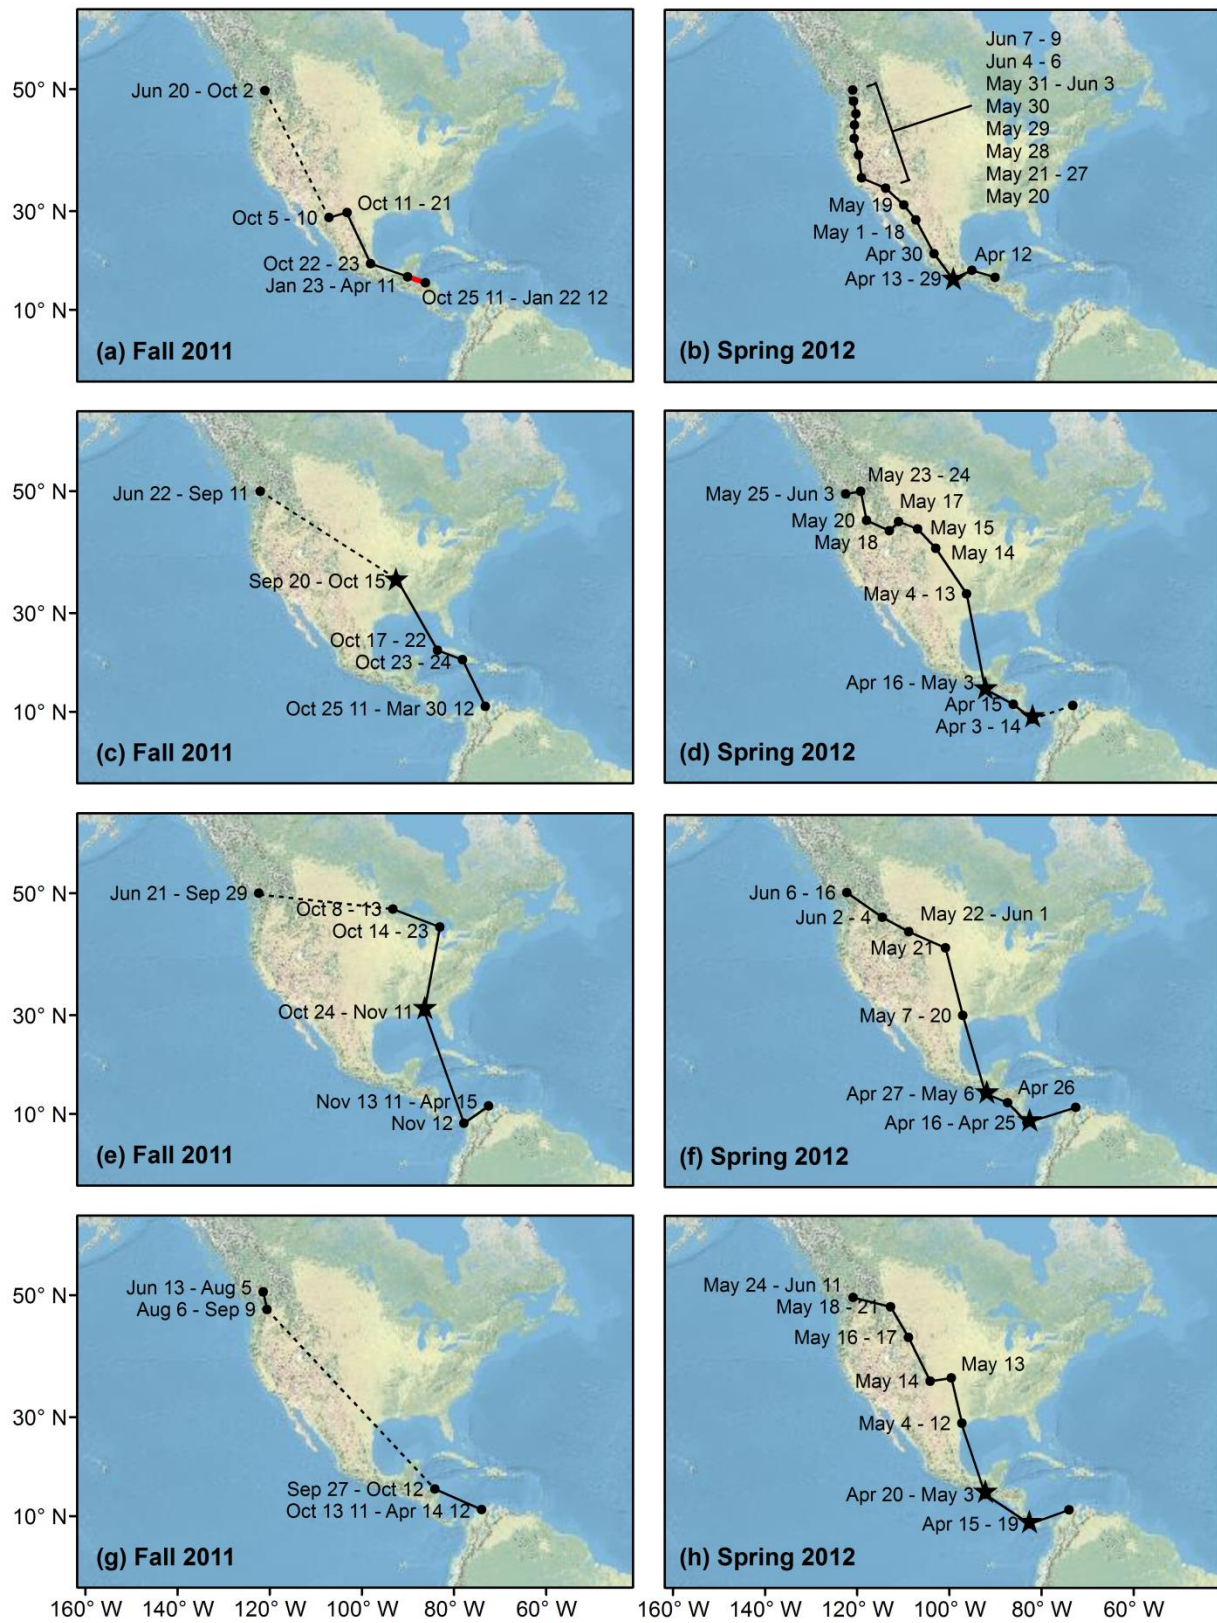 50° N
30° N
10° N
Jun 20 - Oct 2
Oct 11 - 21
Oct 5 - 10
Oct 22 - 23
Jan 23 - Apr 11
Oct 25 11 - Jan 22 12
(a) Fall 2011
Jun 7 - 9
Jun 4 - 6
May 31 - Jun 3
May 30
May 29
May 28
May 21 - 27
May 20
May 19
May 1 - 18
Apr 30
Apr 12
Apr 13 - 29
(b) Spring 2012
50° N
30° N
10° N
Jun 22 - Sep 11
Sep 20 - Oct 15
Oct 17 - 22
Oct 23 - 24
Oct 25 11 - Mar 30 12
(c) Fall 2011
May 23 - 24
May 25 - Jun 3
May 17
May 20
May 15
May 18
May 14
May 4 - 13
Apr 16 - May 3
Apr 15
Apr 3 - 14
(d) Spring 2012
50° N
30° N
10° N
Jun 21 - Sep 29
Oct 8 - 13
Oct 14 - 23
Oct 24 - Nov 11
Nov 13 11 - Apr 15
Nov 12
(e) Fall 2011
Jun 6 - 16
May 22 - Jun 1
Jun 2 - 4
May 21
May 7 - 20
Apr 26
Apr 27 - May 6
Apr 16 - Apr 25
(f) Spring 2012
50° N
30° N
10° N
Jun 13 - Aug 5
Aug 6 - Sep 9
Sep 27 - Oct 12
Oct 13 11 - Apr 14 12
(g) Fall 2011
May 24 - Jun 11
May 18 - 21
May 16 - 17
May 13
May 14
May 4 - 12
Apr 20 - May 3
Apr 15 - 19
(h) Spring 2012
160° W 140° W 120° W 100° W 80° W 60° W
160° W 140° W 120° W 100° W 80° W 60° W